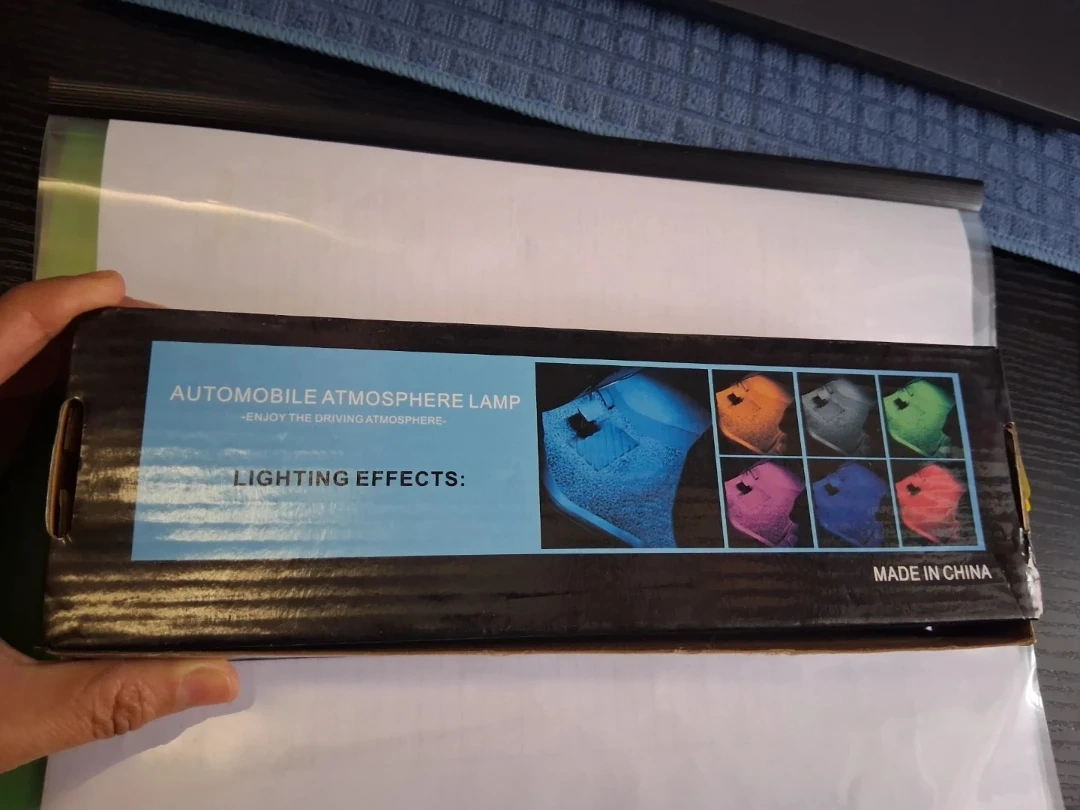 AUTOMOBILE ATMOSPHERE LAMP
-ENJOY THE DRIVING ATMOSPHERE-
LIGHTING EFFECTS:
MADE IN CHINA